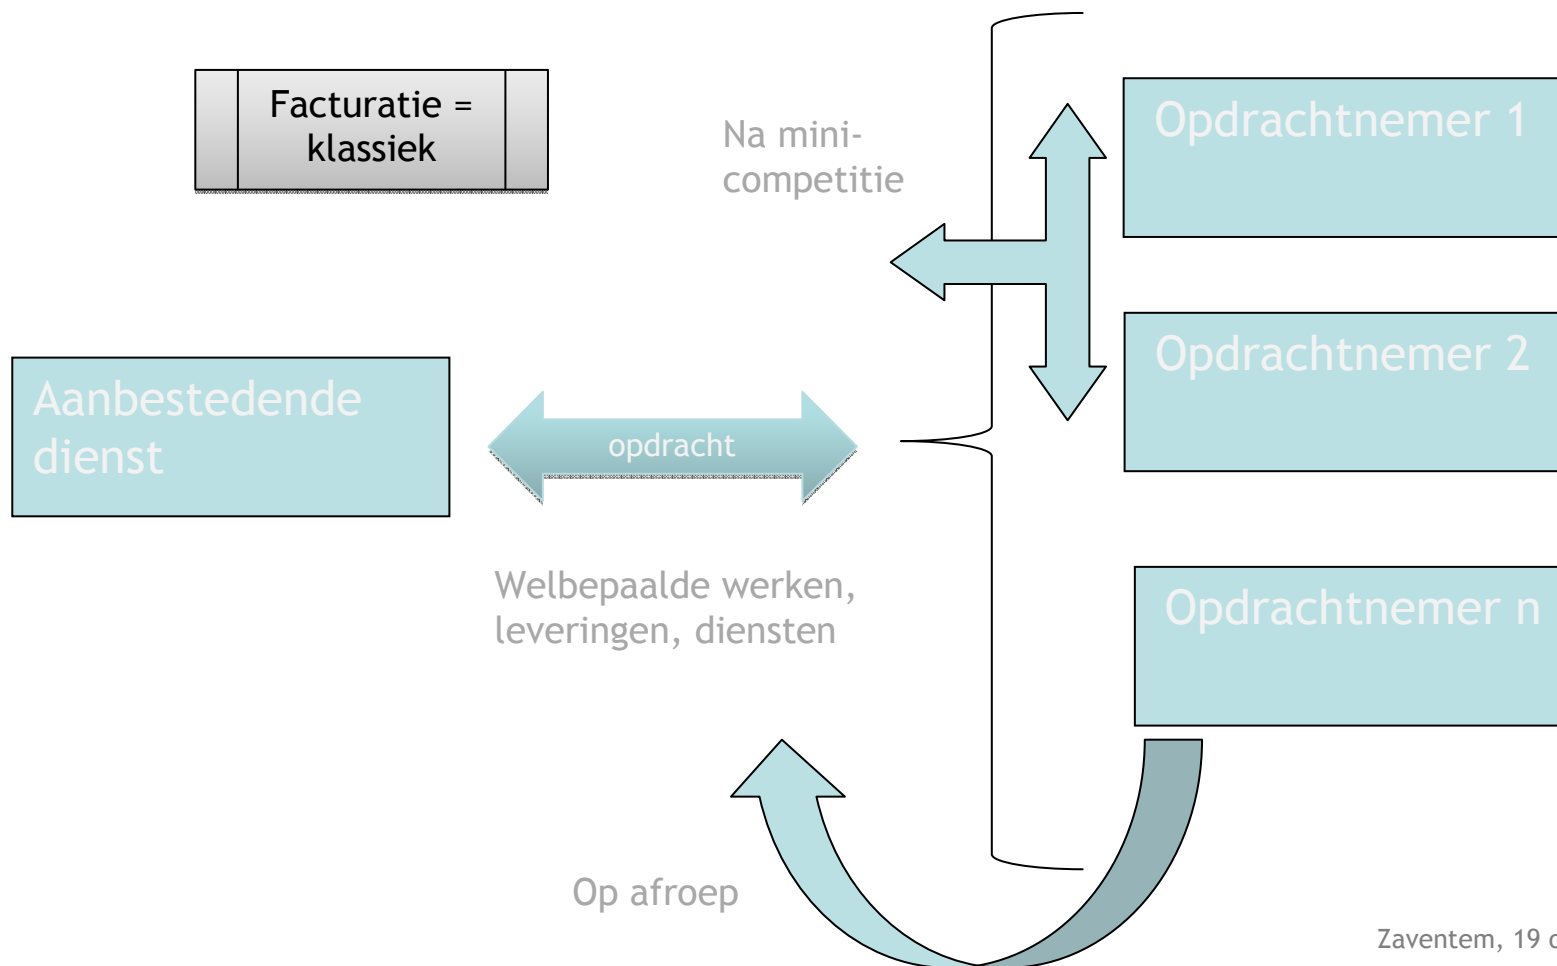 Facturatie =
klassiek
Na mini-
competitie
Opdrachtnemer 1
Opdrachtnemer 2
Aanbestedende
dienst
opdracht
Welbepaalde werken,
leveringen, diensten
Opdrachtnemer n
Op afroep
Zaventem, 19